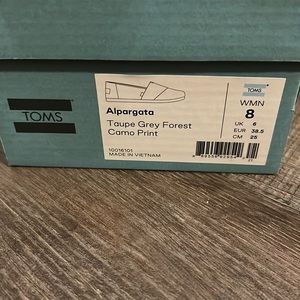 TOMS
Alpargata
Taupe Grey Forest
Camo Print
10016101
MADE IN VIETNAM
WMN
8
UK 6
EUR 38.5
CM 25